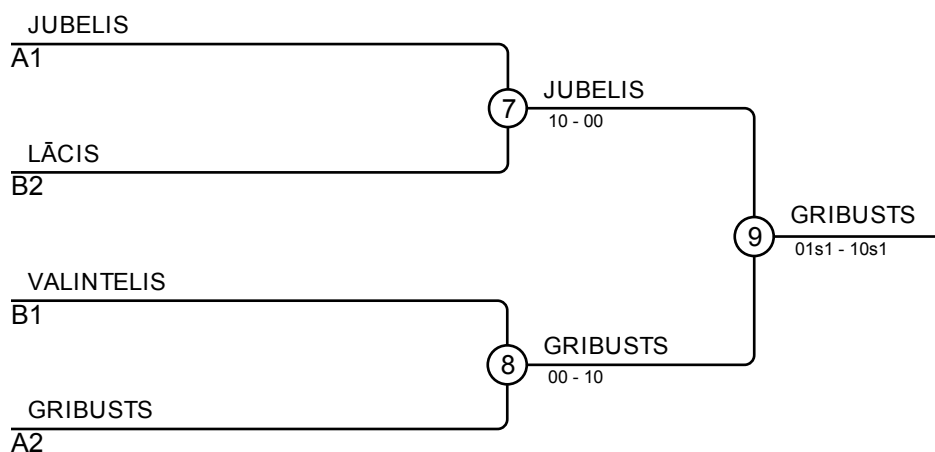 JUBELIS
A1
7
JUBELIS
10 - 00
LĀCIS
B2
9
GRIBUSTS
01s1 - 10s1
VALINTELIS
B1
8
GRIBUSTS
00 - 10
GRIBUSTS
A2